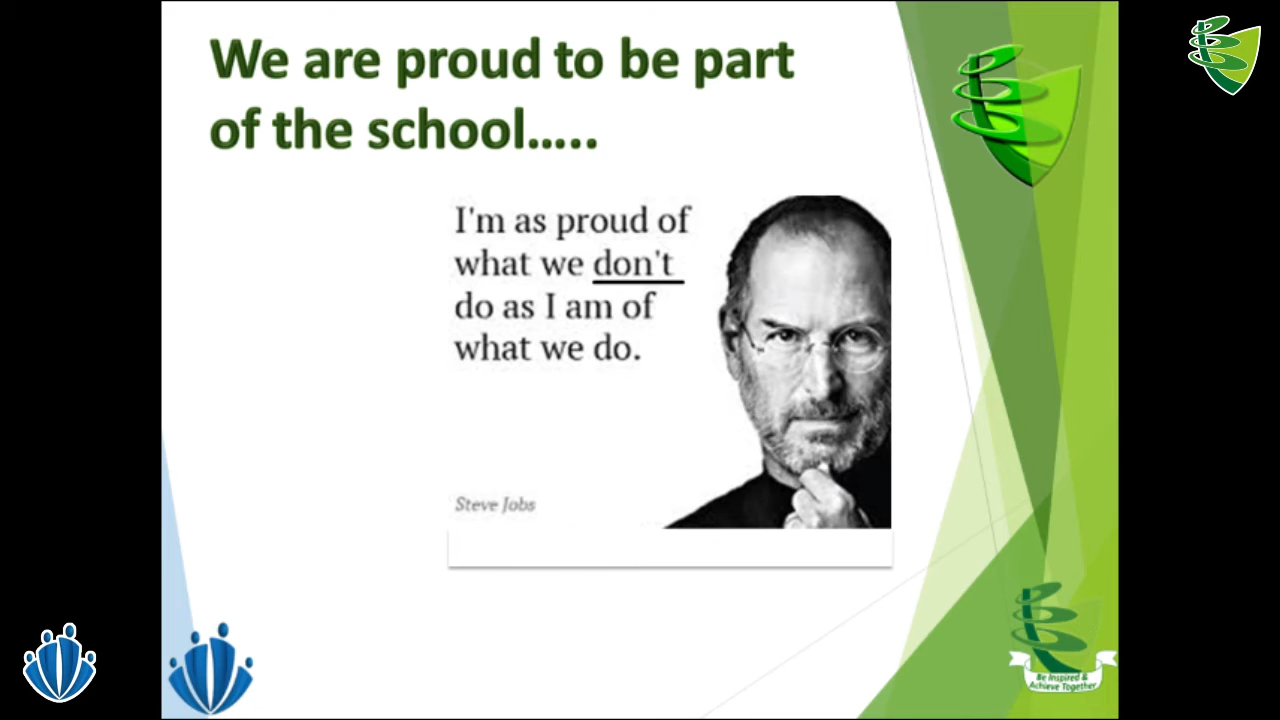 We are proud to be part
of the school.....
I'm as proud of
what we don't
do as I am of
what we do.
Steve Jobs
Be Inspired &
Achieve Together